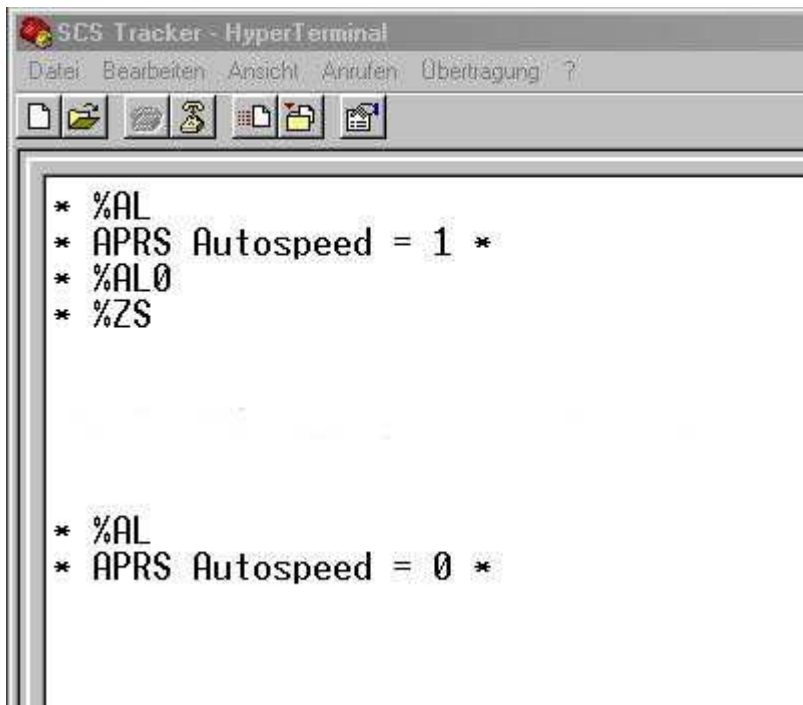 SCS Tracker - HyperTerminal
Datei Bearbeiten Ansicht Anrufen Übertragung ?
* %AL
* APRS Autospeed = 1 *
* %AL0
* %ZS
* %AL
* APRS Autospeed = 0 *